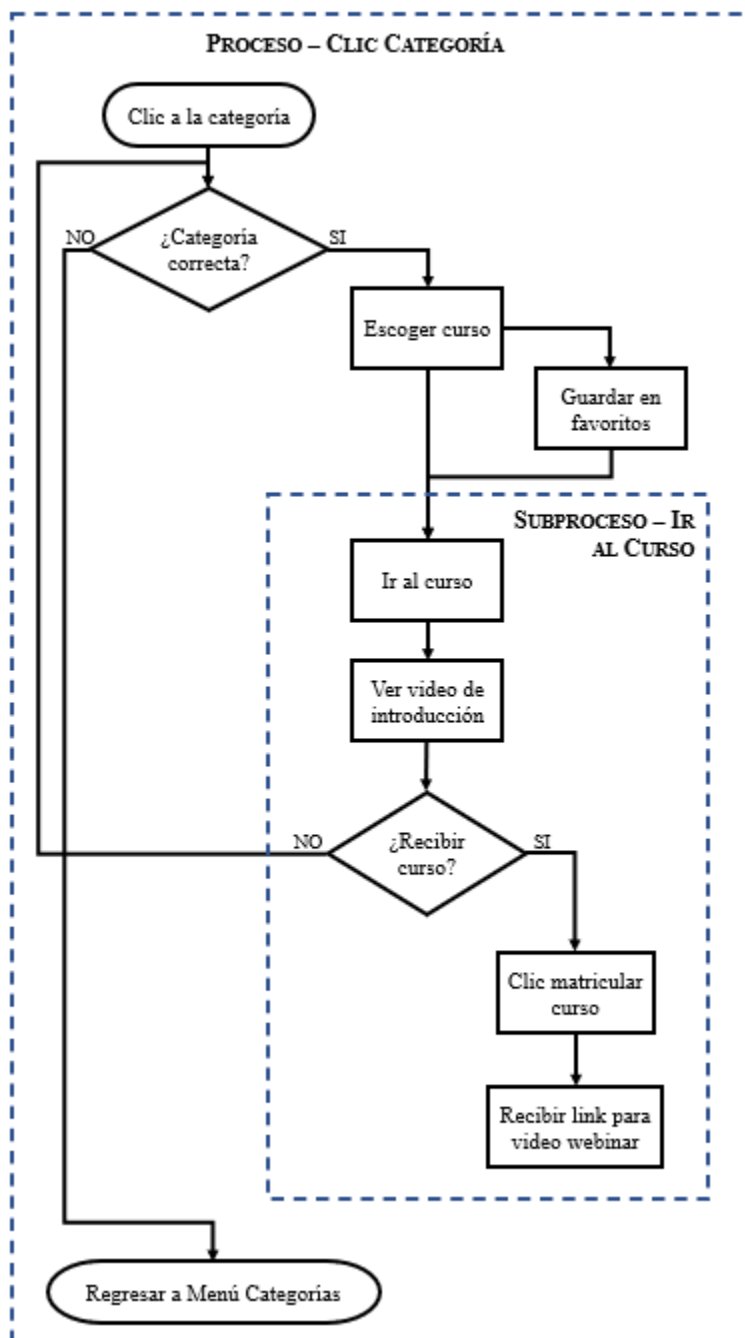 PROCESO – CLIC CATEGORÍA
Clic a la categoría
¿Categoría
correcta?
NO
SI
Escoger curso
Guardar en
favoritos
SUBPROCESO – IR
AL CURSO
Ir al curso
Ver video de
introducción
¿Recibir
curso?
NO
SI
Clic matricular
curso
Recibir link para
video webinar
Regresar a Menú Categorías